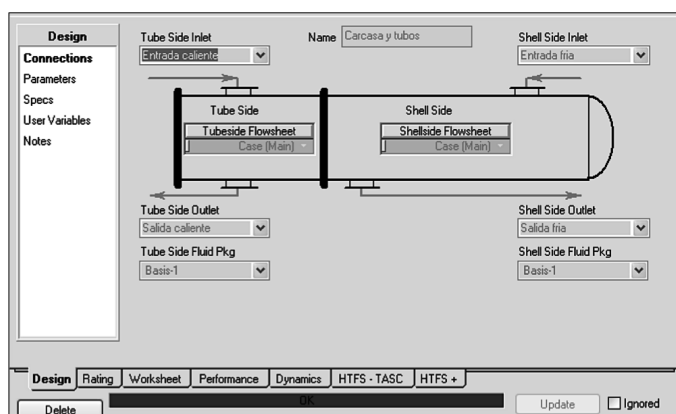 Design
Connections
Parameters
Specs
User Variables
Notes
Tube Side Inlet
Entrada caliente
Name
Carcasa y tubos
Shell Side Inlet
Entrada fria
Tube Side
Shell Side
Tubeside Flowsheet
Case (Main)
Shellside Flowsheet
Case (Main)
Tube Side Outlet
Salida caliente
Shell Side Outlet
Salida fria
Tube Side Fluid Pkg
Basis-1
Shell Side Fluid Pkg
Basis-1
Design Rating Worksheet Performance Dynamics HTFS - TASC HTFS +
Delete
OK
Update
Ignored